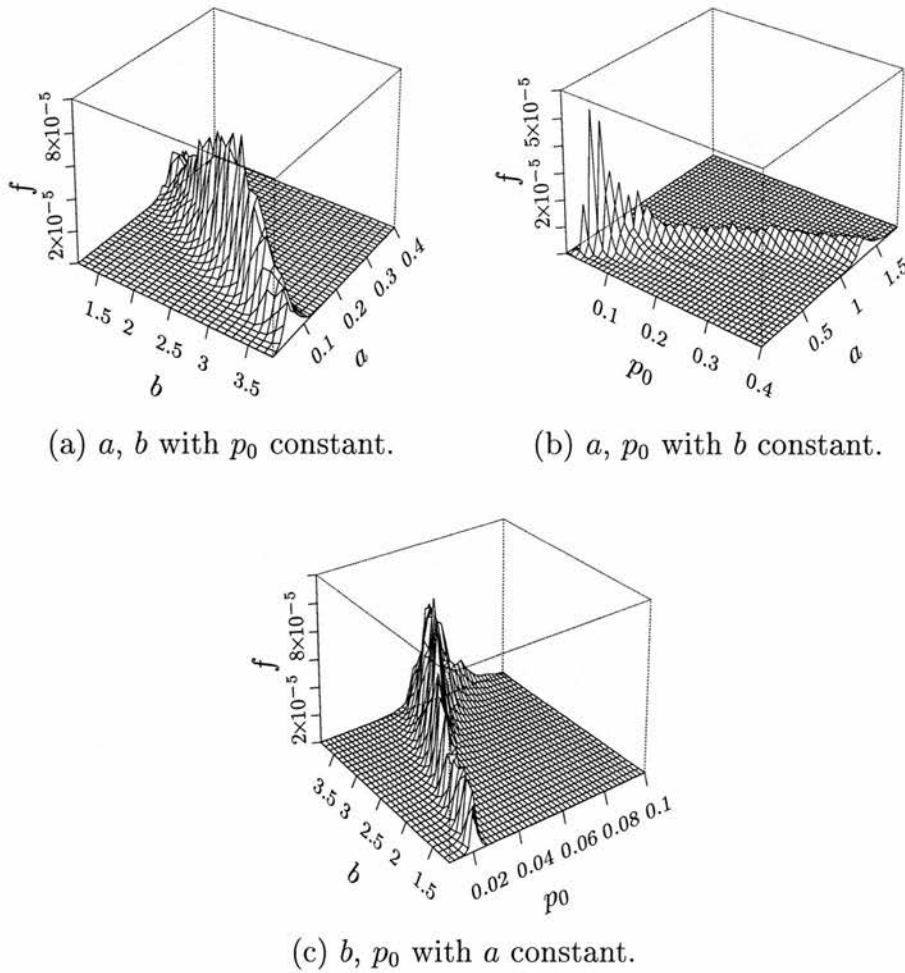 f
2×10⁻⁵ 8×10⁻⁵
1.5 2 2.5 3 3.5
b
0.1 0.2 0.3 0.4
a
(a) a, b with p₀ constant.
f
2×10⁻⁵ 5×10⁻⁵
0.1 0.2 0.3 0.4
p₀
0.5 1 1.5
a
(b) a, p₀ with b constant.
f
2×10⁻⁵ 8×10⁻⁵
3.5 3 2.5 2 1.5
b
0.02 0.04 0.06 0.08 0.1
p₀
(c) b, p₀ with a constant.